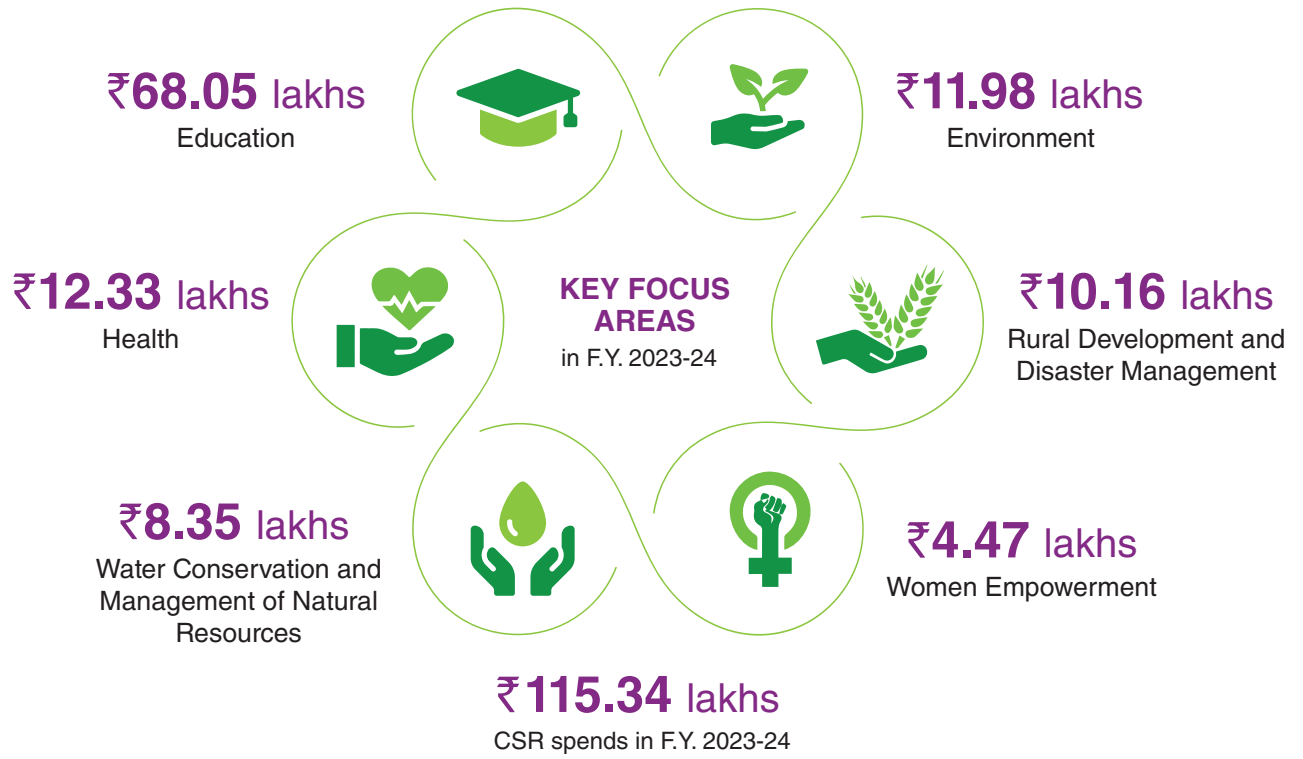 ₹68.05 lakhs
Education
₹11.98 lakhs
Environment
₹12.33 lakhs
Health
KEY FOCUS
AREAS
in F.Y. 2023-24
₹10.16 lakhs
Rural Development and
Disaster Management
₹8.35 lakhs
Water Conservation and
Management of Natural
Resources
₹4.47 lakhs
Women Empowerment
₹115.34 lakhs
CSR spends in F.Y. 2023-24